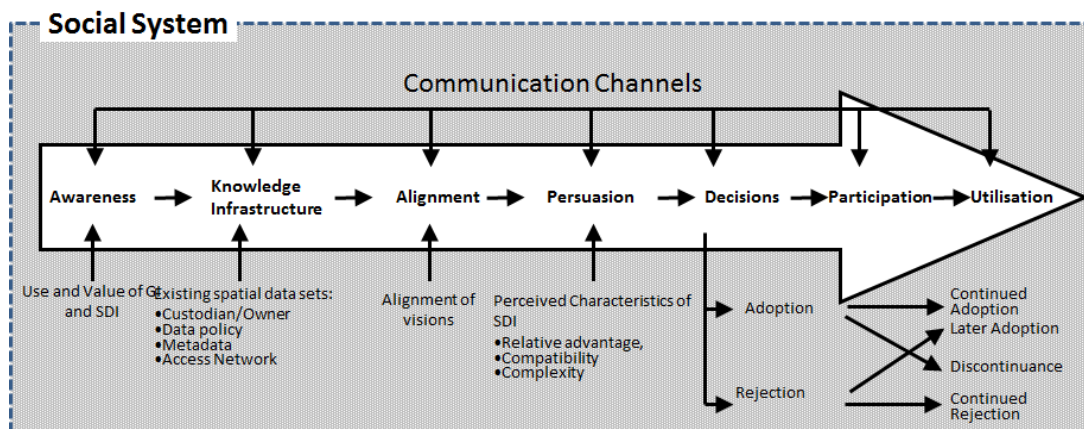 Social System
Communication Channels
Awareness
Knowledge
Infrastructure
Alignment
Persuasion
Decisions
Participation
Utilisation
Use and Value of GI
and SDI
Existing spatial data sets:
•Custodian/Owner
•Data policy
•Metadata
•Access Network
Alignment of
visions
Perceived Characteristics of
SDI
•Relative advantage,
•Compatibility
•Complexity
Adoption
Rejection
Continued
Adoption
Later Adoption
Discontinuance
Continued
Rejection